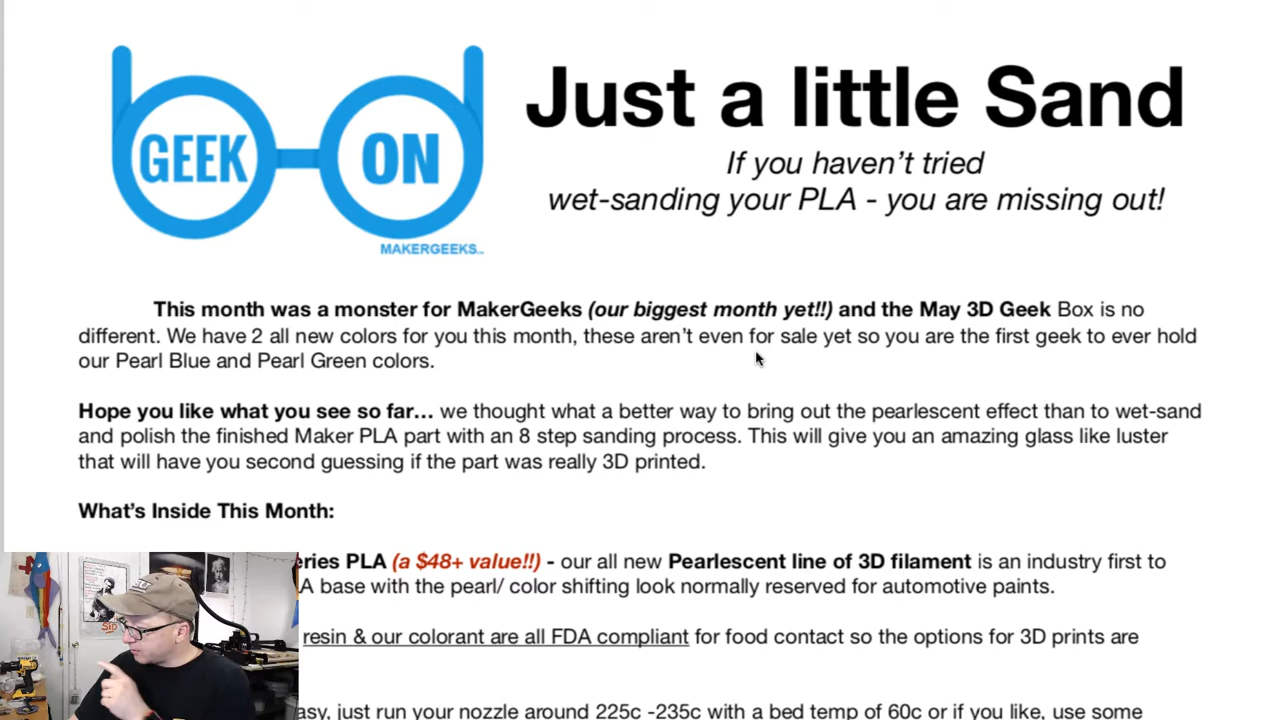 GEEK ON
MAKERGEEKS
Just a little Sand
If you haven’t tried
wet-sanding your PLA - you are missing out!
This month was a monster for MakerGeeks (our biggest month yet!!) and the May 3D Geek Box is no
different. We have 2 all new colors for you this month, these aren’t even for sale yet so you are the first geek to ever hold
our Pearl Blue and Pearl Green colors.
Hope you like what you see so far… we thought what a better way to bring out the pearlescent effect than to wet-sand
and polish the finished Maker PLA part with an 8 step sanding process. This will give you an amazing glass like luster
that will have you second guessing if the part was really 3D printed.
What’s Inside This Month:
eries PLA (a $48+ value!!) - our all new Pearlescent line of 3D filament is an industry first to
A base with the pearl/ color shifting look normally reserved for automotive paints.
resin & our colorant are all FDA compliant for food contact so the options for 3D prints are
SID
asy, just run your nozzle around 225c -235c with a bed temp of 60c or if you like, use some